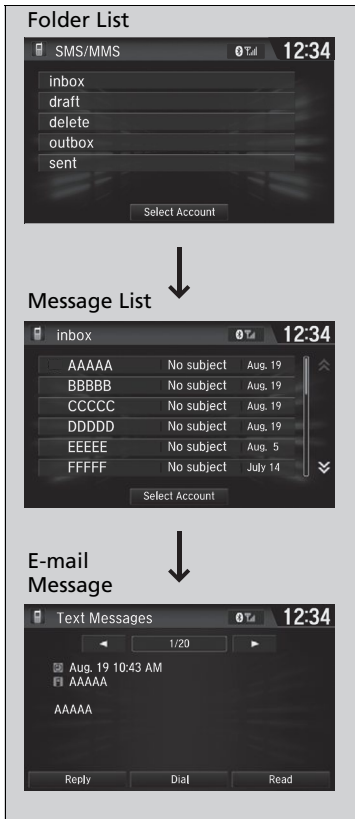 Folder List
SMS/MMS 12:34
inbox
draft
delete
outbox
sent
Select Account
Message List
inbox 12:34
AAAAA No subject Aug. 19
BBBBB No subject Aug. 19
CCCCC No subject Aug. 19
DDDDD No subject Aug. 19
EEEEE No subject Aug. 5
FFFFF No subject July 14
Select Account
E-mail
Message
Text Messages 12:34
1/20
Aug. 19 10:43 AM
AAAAA
AAAAA
Reply Dial Read